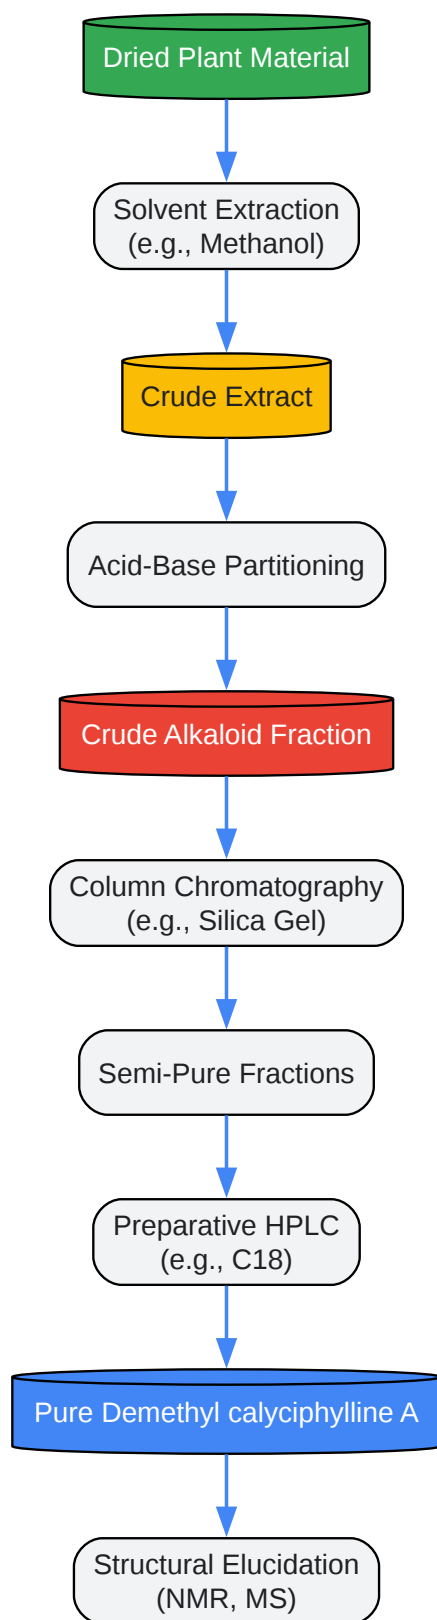 Dried Plant Material
Solvent Extraction
(e.g., Methanol)
Crude Extract
Acid-Base Partitioning
Crude Alkaloid Fraction
Column Chromatography
(e.g., Silica Gel)
Semi-Pure Fractions
Preparative HPLC
(e.g., C18)
Pure Demethyl calyciphylline A
Structural Elucidation
(NMR, MS)